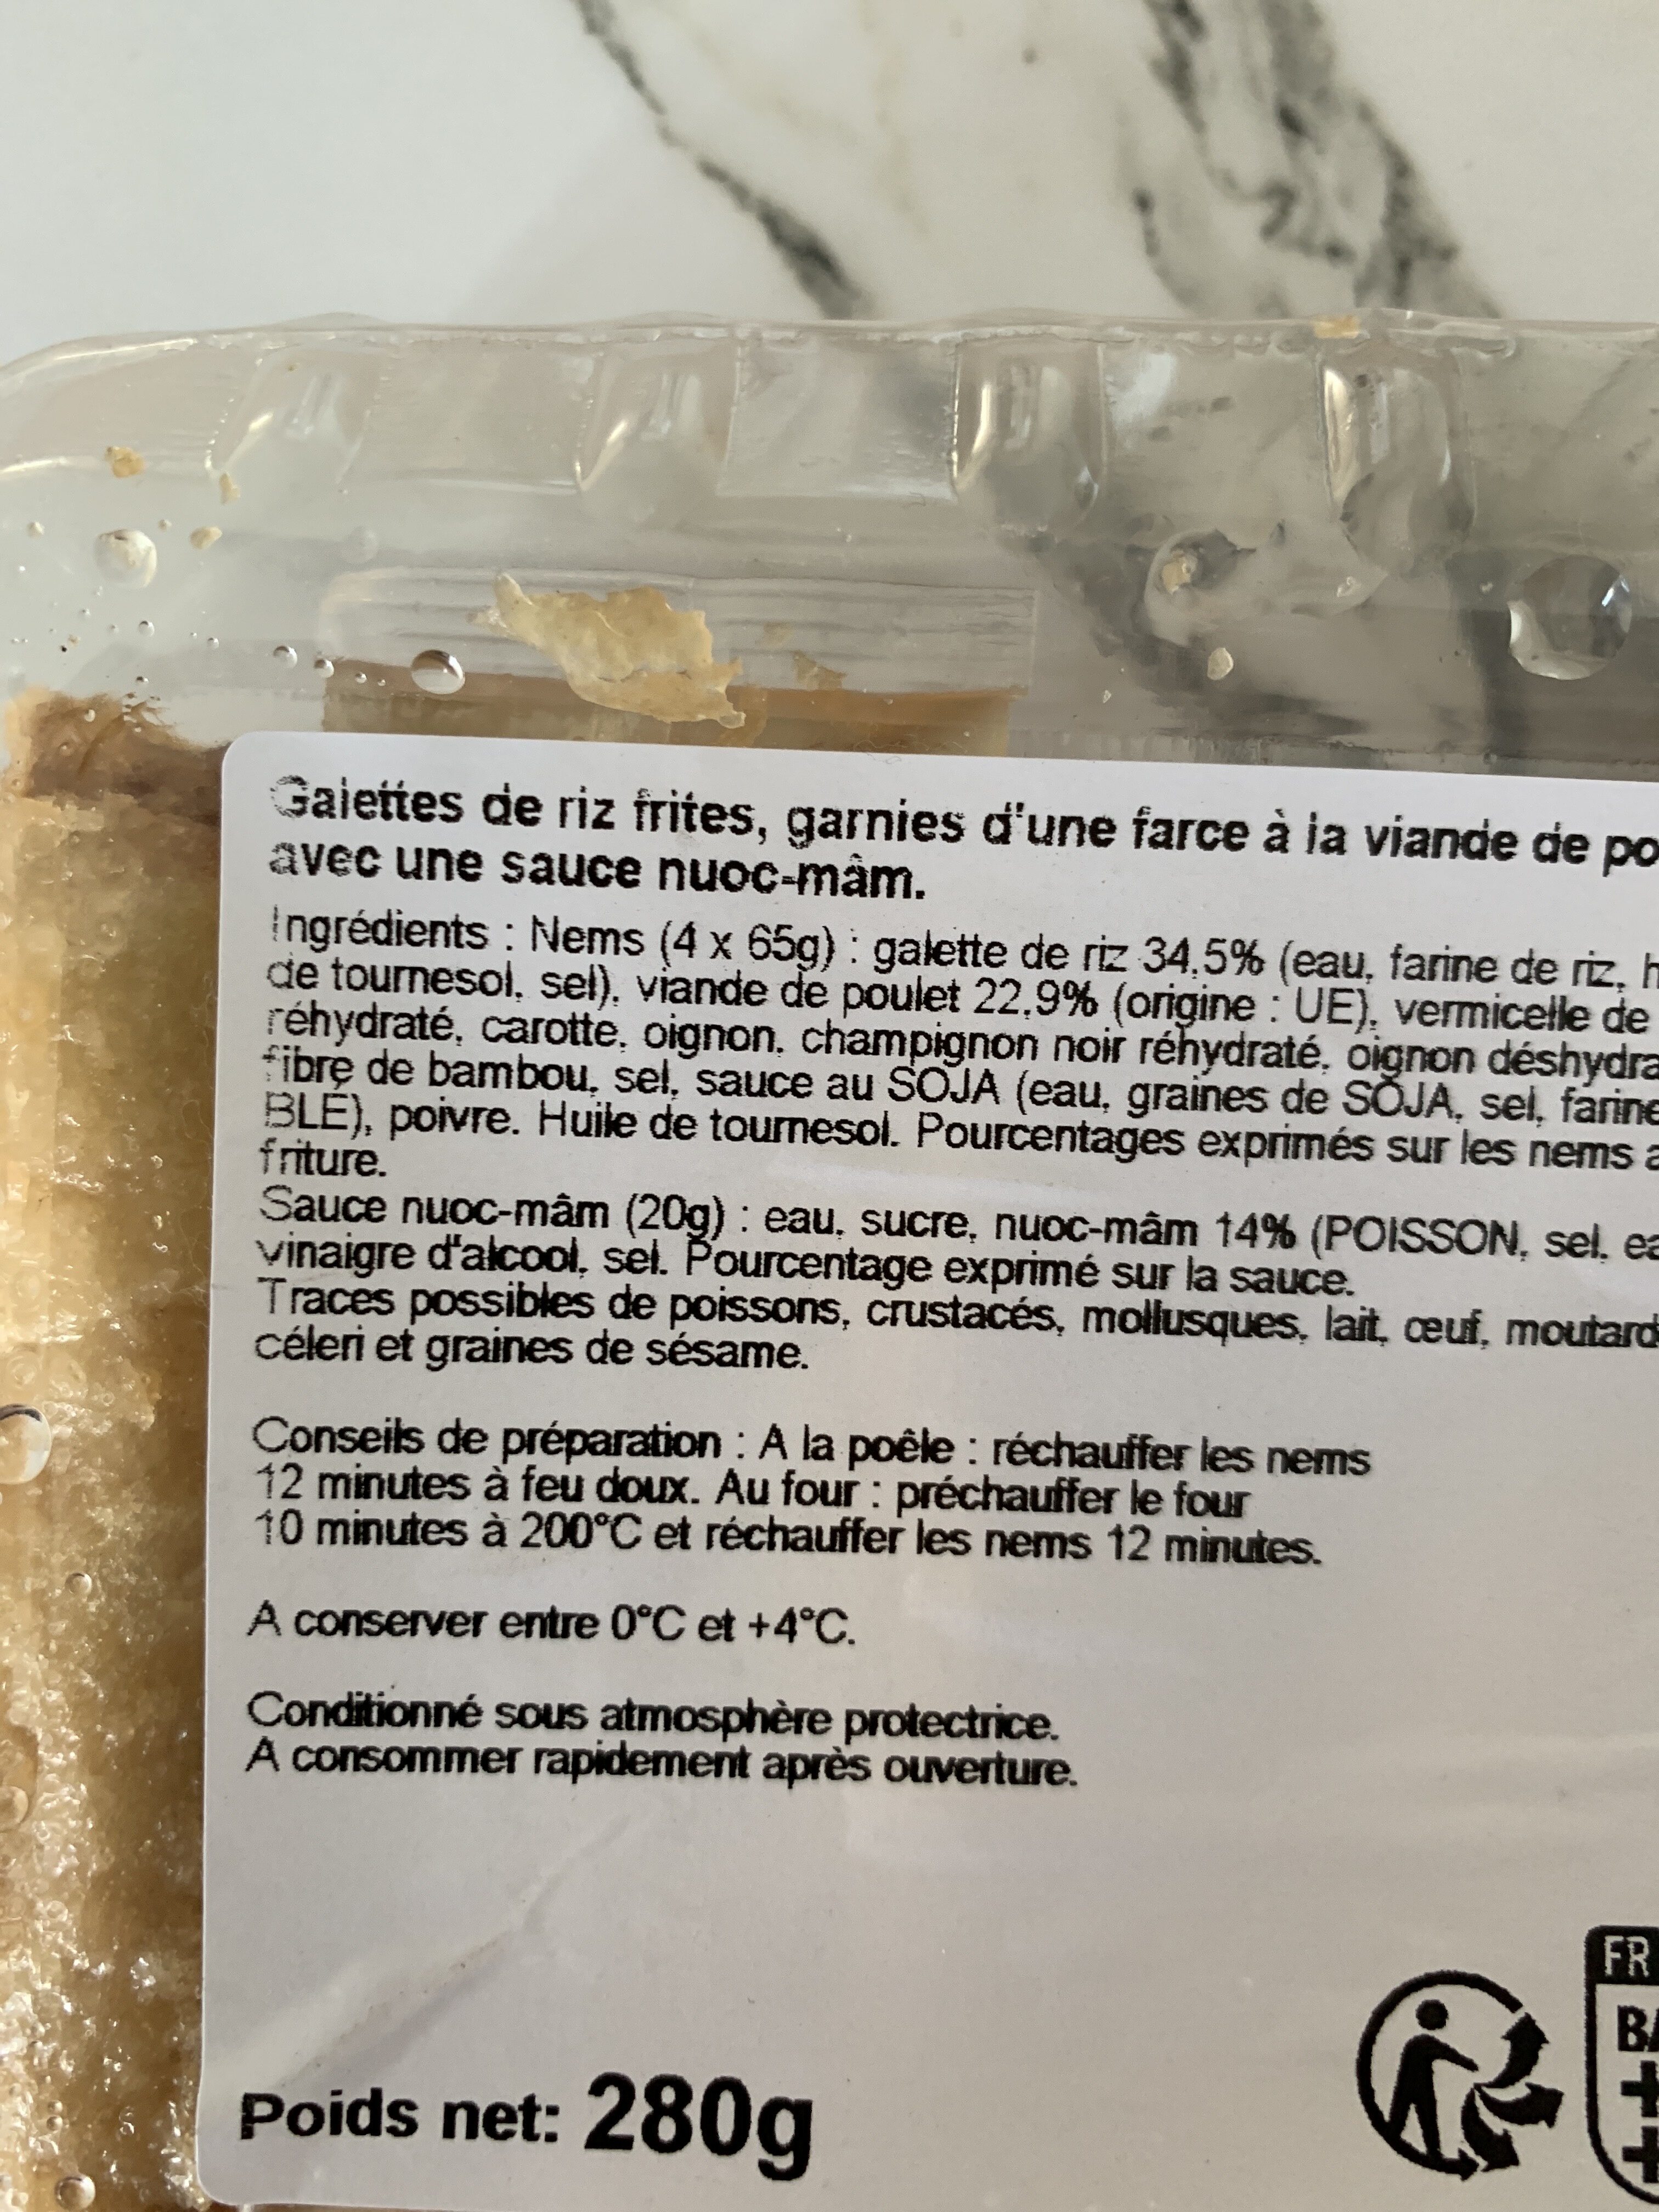 Galettes de riz frites, garnies d'une farce à la viande de po
avec une sauce nuoc-mâm.
Ingrédients : Nems (4 x 65g) : galette de riz 34,5% (eau, farine de riz, h
de tournesol, sel), viande de poulet 22,9% (origine : UE), vermicelle de
réhydraté, carotte, oignon, champignon noir réhydraté, oignon déshydra
fibre de bambou, sel, sauce au SOJA (eau, graines de SOJA, sel, farine
BLÉ), poivre. Huile de tournesol. Pourcentages exprimés sur les nems a
friture.
Sauce nuoc-mâm (20g) : eau, sucre, nuoc-mâm 14% (POISSON, sel, ea
vinaigre d'alcool, sel. Pourcentage exprimé sur la sauce.
Traces possibles de poissons, crustacés, mollusques, lait, œuf, moutard
céleri et graines de sésame.
Conseils de préparation : A la poêle : réchauffer les nems
12 minutes à feu doux. Au four : préchauffer le four
10 minutes à 200°C et réchauffer les nems 12 minutes.
A conserver entre 0°C et +4°C.
Conditionné sous atmosphère protectrice.
A consommer rapidement après ouverture.
FR
BA
+
+
Poids net: 280g